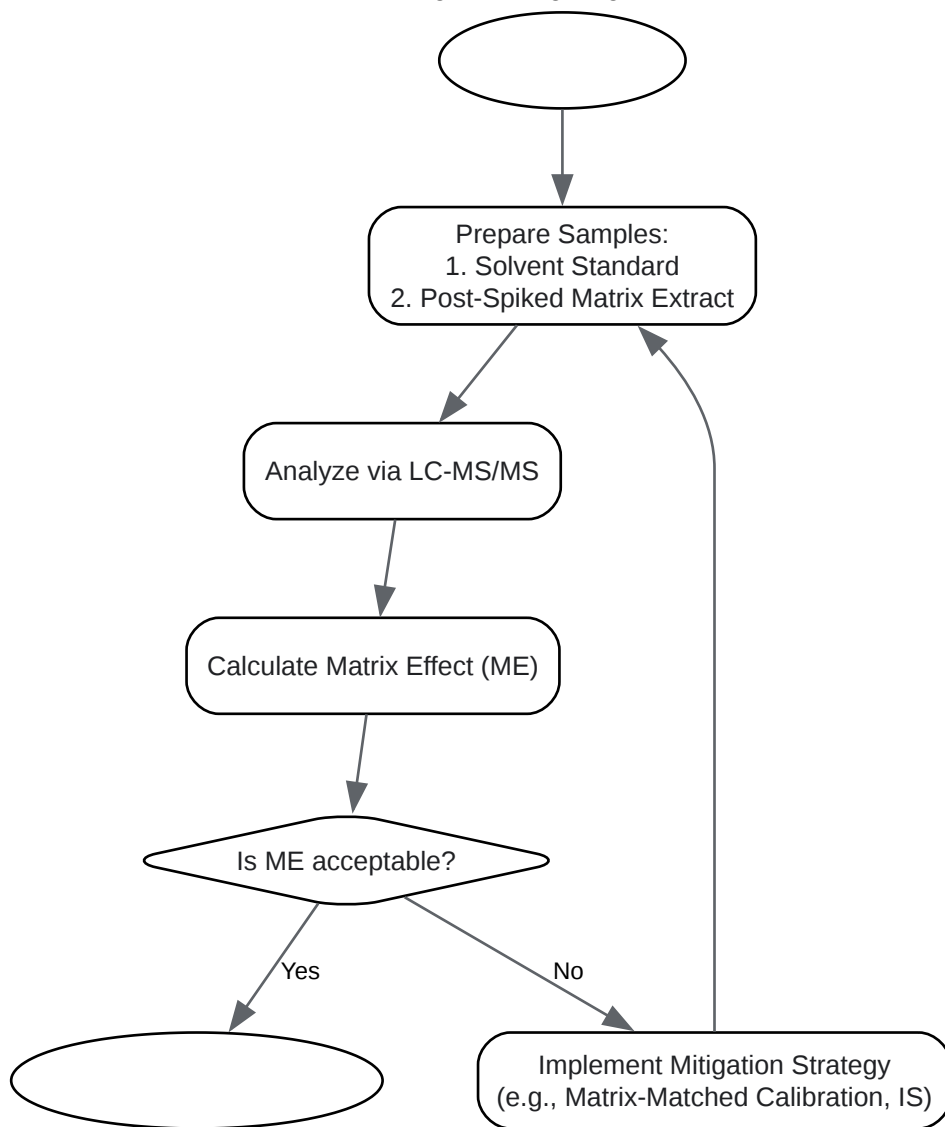 Prepare Samples:
1. Solvent Standard
2. Post-Spiked Matrix Extract
Analyze via LC-MS/MS
Calculate Matrix Effect (ME)
Is ME acceptable?
Yes
No
Implement Mitigation Strategy
(e.g., Matrix-Matched Calibration, IS)